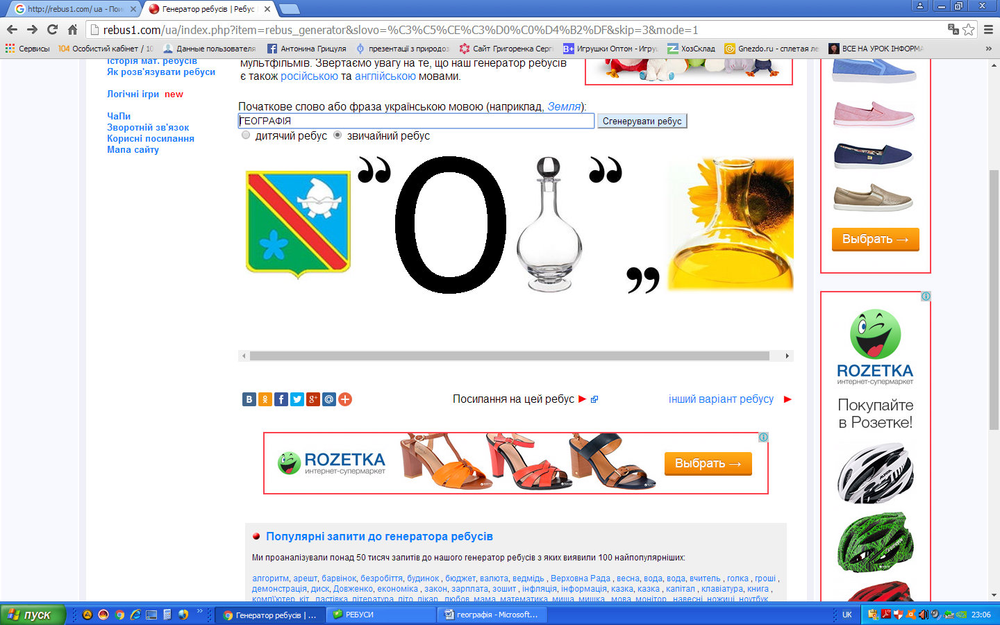 http://rebus1.com/ ua - Пои
Генератор ребусів | Ребус
rebus1.com/ua/index.php?item=rebus_generator&slovo=%C3%C5%CE%C3%D0%C0%D4%B2%DF&skip=3&mode=1
Сервисы 104 Особистий кабінет / 10 Данные пользователя Антонина Грицуля презентації з природоз Сайт Григоренка Серг Игрушки Оптом - Игру ХозСклад Gnezdo.ru - сплетая ле ВСЕ НА УРОК ІНФОРМА »
Історія мат. ребусів
Як розв'язувати ребуси
Логічні ігри new
ЧаПи
Зворотній зв'язок
Корисні посилання
Мапа сайту
мультфільмів. Звертаємо увагу на те, що наш генератор ребусів
є також російською та англійською мовами.
Початкове слово або фраза українською мовою (наприклад, Земля):
ГЕОГРАФІЯ Сгенерувати ребус
дитячий ребус звичайний ребус
“ О “ „
Посилання на цей ребус інший варіант ребусу
ROZETKA
интернет-супермаркет
Выбрать →
Популярні запити до генератора ребусів
Ми проаналізували понад 50 тисяч запитів до нашого генератор ребусів з яких виявили 100 найпопулярніших:
алгоритм, арешт, барвінок, безробіття, будинок , бюджет, валюта, ведмідь , Верховна Рада , весна, вода, вода, вчитель , голка , гроші ,
демонстрація, диск, Довженко, економіка , закон, зарплата, зошит , інфляція, інформація, казка, казка , капітал , клавіатура, книга ,
комп\'ютер, кіт , ластівка, література, літо, лікар , любов, мама, математика, миша, мишка , мова, монітор , навесні, ножиці, ноутбук
Выбрать →
ROZETKA
интернет-супермаркет
Покупайте
в Розетке!
пуск
Генератор ребусів | ...
РЕБУСИ
географія - Microsoft...
UK
23:06